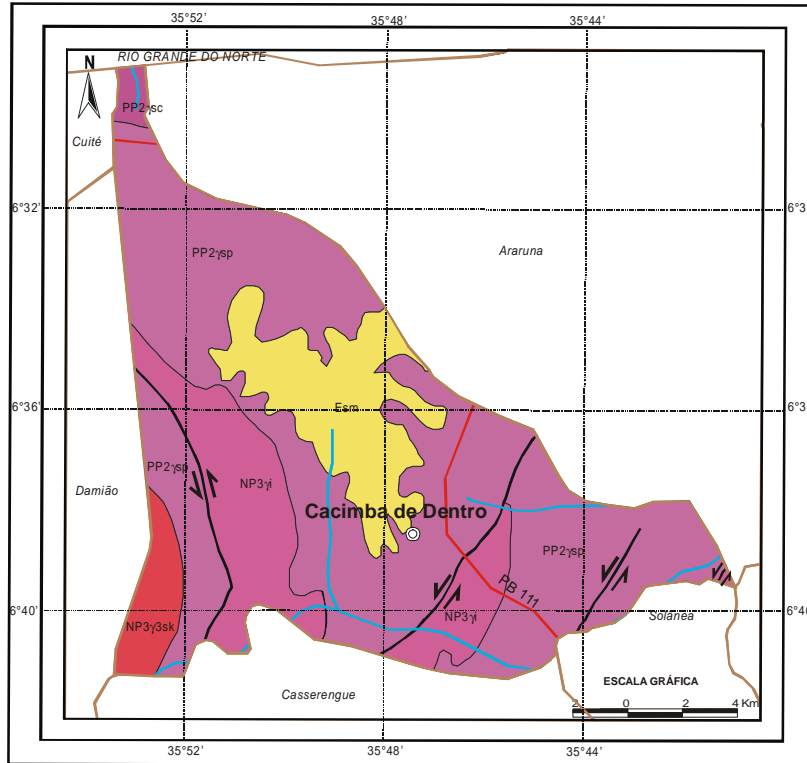 35°52' 35°48' 35°44'
RIO GRANDE DO NORTE
N
PP2γsc
Cuité
6°32' 6°3
PP2γsp
Araruna
Esm
6°36' 6°3
PP2γsp
NP3γi
Damião
Cacimba de Dentro
PP2γsp
PB 111
6°40' 6°40
NP3γi
Solânea
NP3γ3sk
ESCALA GRÁFICA
Casserengue
2 0 2 4 Km
35°52' 35°48' 35°44'